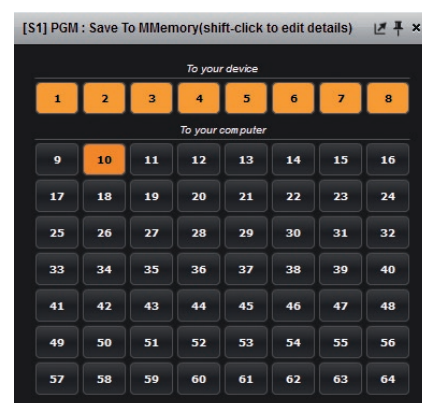 [S1] PGM : Save To MMemory(shift-click to edit details) ×
To your device
1 2 3 4 5 6 7 8
To your computer
9 10 11 12 13 14 15 16
17 18 19 20 21 22 23 24
25 26 27 28 29 30 31 32
33 34 35 36 37 38 39 40
41 42 43 44 45 46 47 48
49 50 51 52 53 54 55 56
57 58 59 60 61 62 63 64